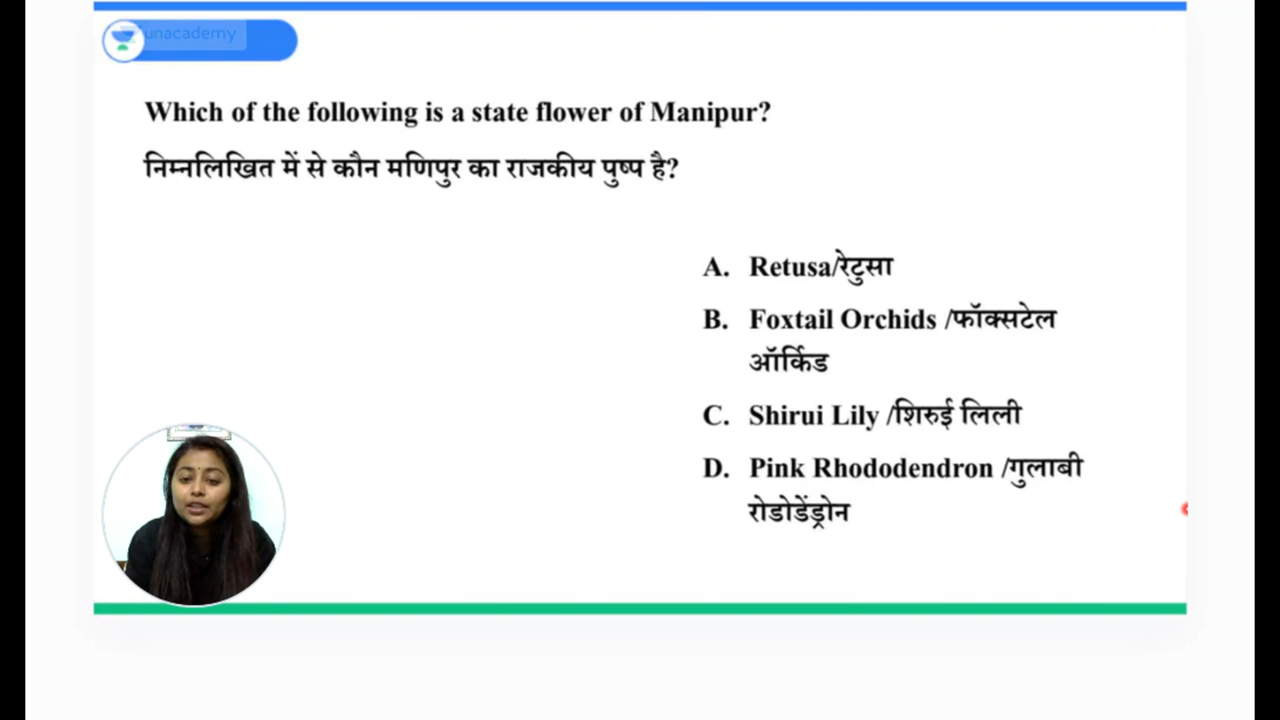 unacademy
Which of the following is a state flower of Manipur?
निम्नलिखित में से कौन मणिपुर का राजकीय पुष्प है?
A. Retusa/रेटुसा
B. Foxtail Orchids /फॉक्सटेल
ऑर्किड
C. Shirui Lily /शिरुई लिली
D. Pink Rhododendron /गुलाबी
रोडोडेंड्रोन